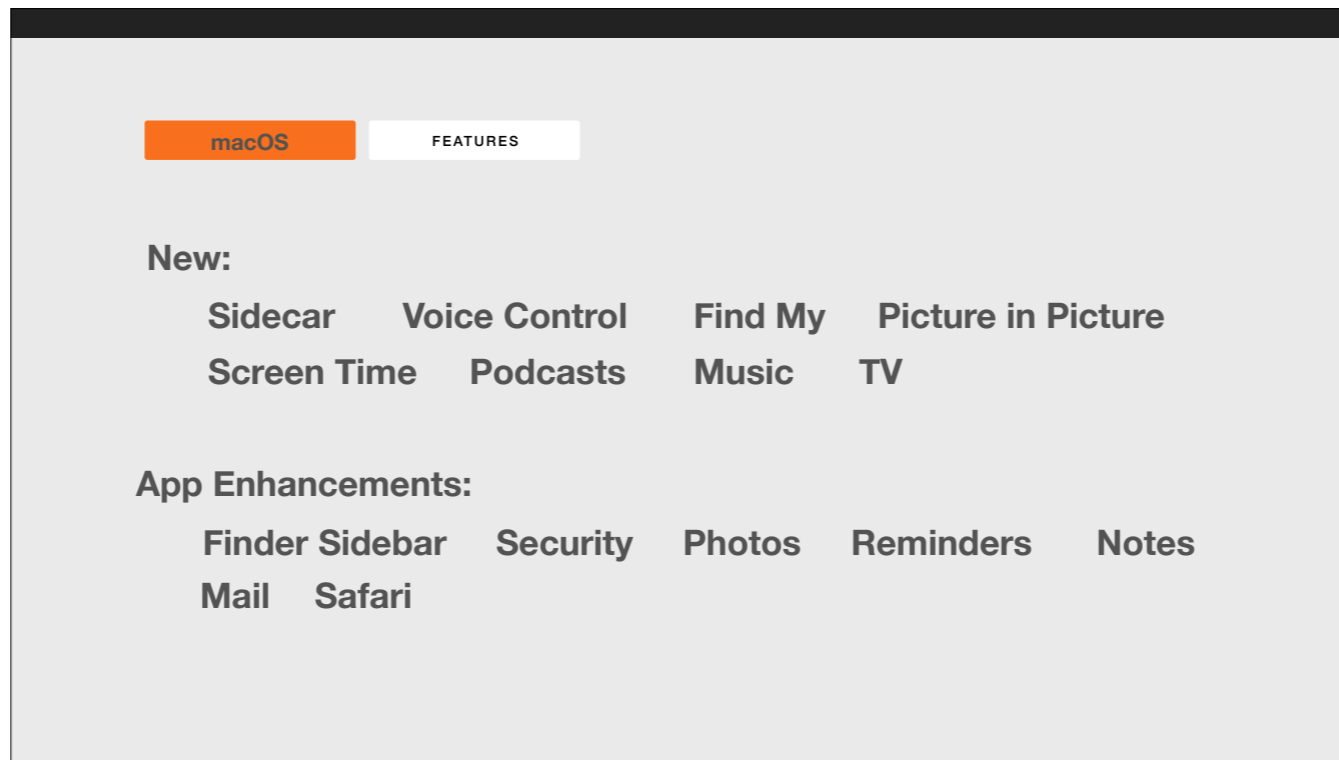 macOS FEATURES
New:
Sidecar Voice Control Find My Picture in Picture
Screen Time Podcasts Music TV
App Enhancements:
Finder Sidebar Security Photos Reminders Notes
Mail Safari